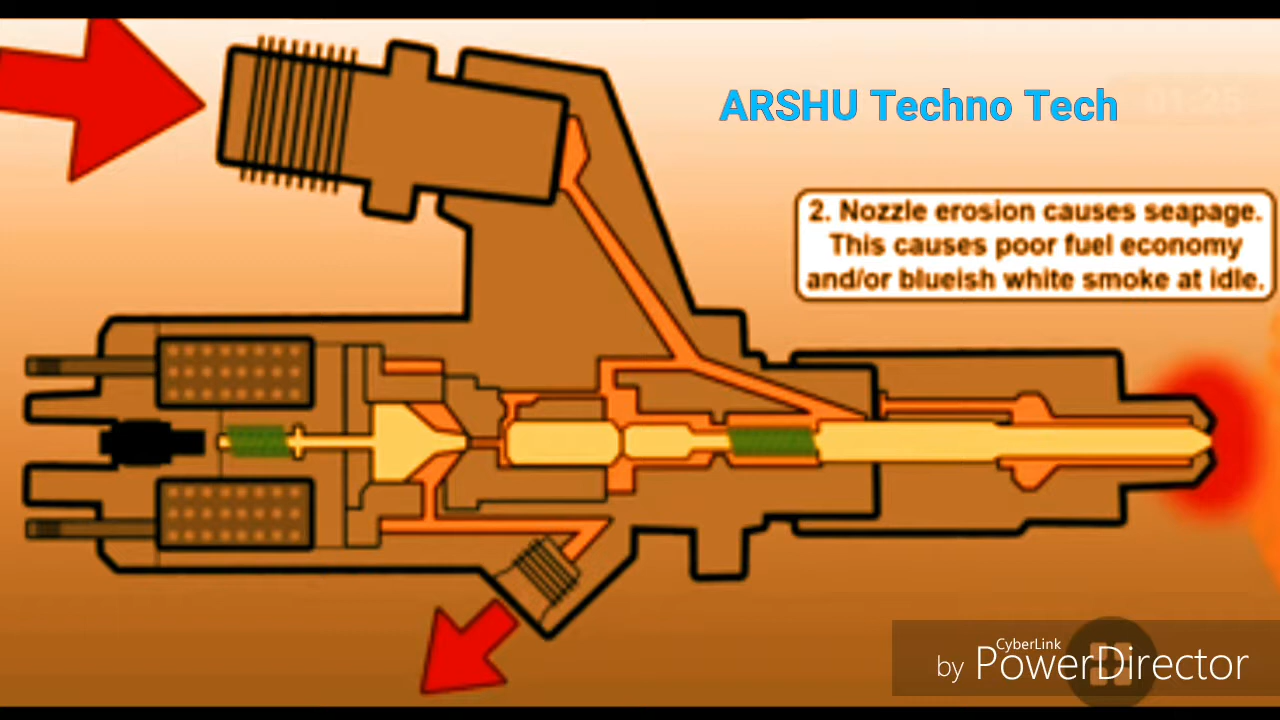 ARSHU Techno Tech
2. Nozzle erosion causes seapage.
This causes poor fuel economy
and/or blueish white smoke at idle.
CyberLink
by PowerDirector